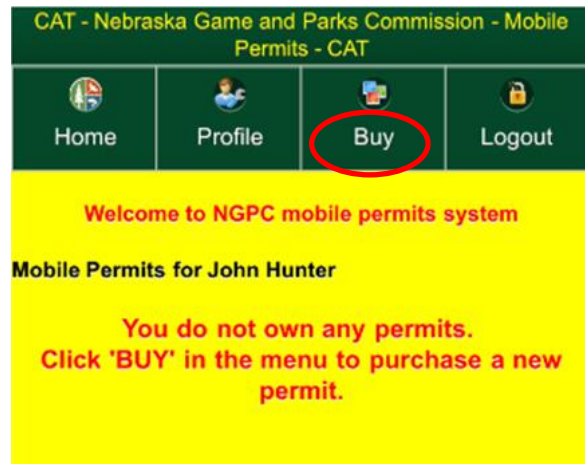 CAT - Nebraska Game and Parks Commission - Mobile
Permits - CAT
Home Profile Buy Logout
Welcome to NGPC mobile permits system
Mobile Permits for John Hunter
You do not own any permits.
Click 'BUY' in the menu to purchase a new
permit.